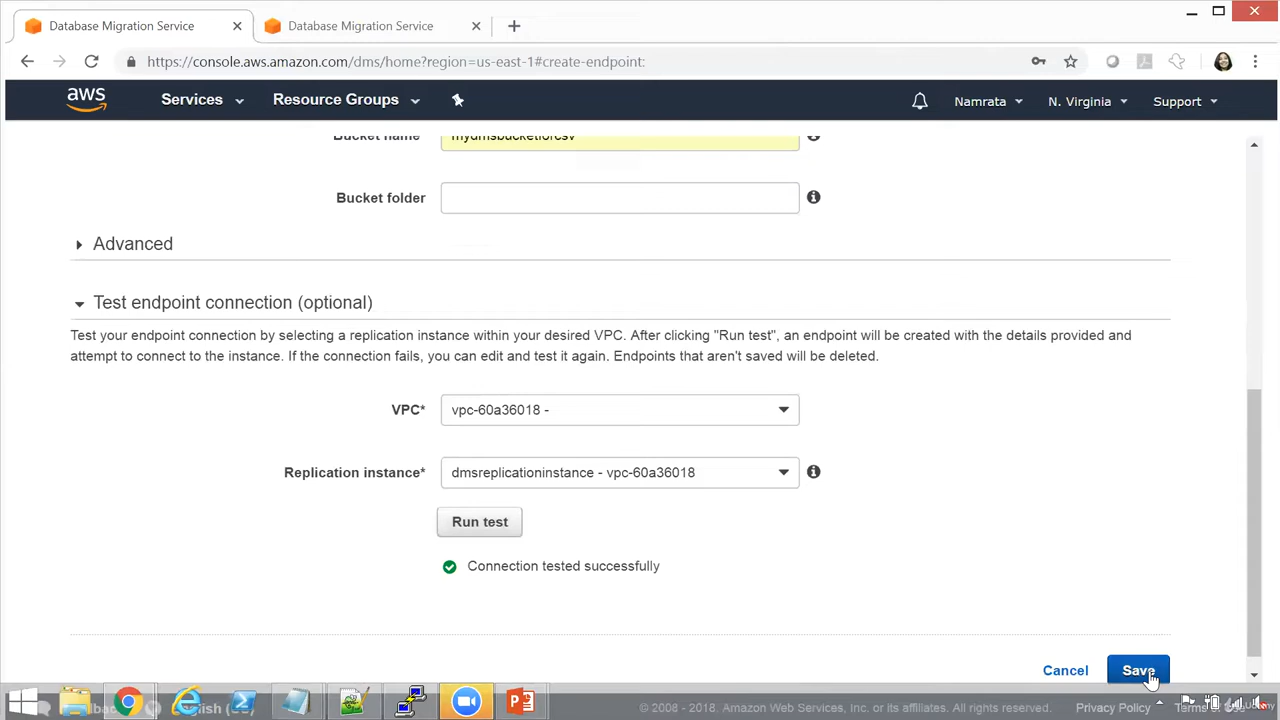 Database Migration Service
Database Migration Service
https://console.aws.amazon.com/dms/home?region=us-east-1#create-endpoint:
aws
Services
Resource Groups
Namrata
N. Virginia
Support
Bucket name
mydmsbucketforcsv
Bucket folder
Advanced
Test endpoint connection (optional)
Test your endpoint connection by selecting a replication instance within your desired VPC. After clicking "Run test", an endpoint will be created with the details provided and
attempt to connect to the instance. If the connection fails, you can edit and test it again. Endpoints that aren't saved will be deleted.
VPC*
vpc-60a36018 -
Replication instance*
dmsreplicationinstance - vpc-60a36018
Run test
Connection tested successfully
Cancel
Save
© 2008 - 2018, Amazon Web Services, Inc. or its affiliates. All rights reserved.
Privacy Policy